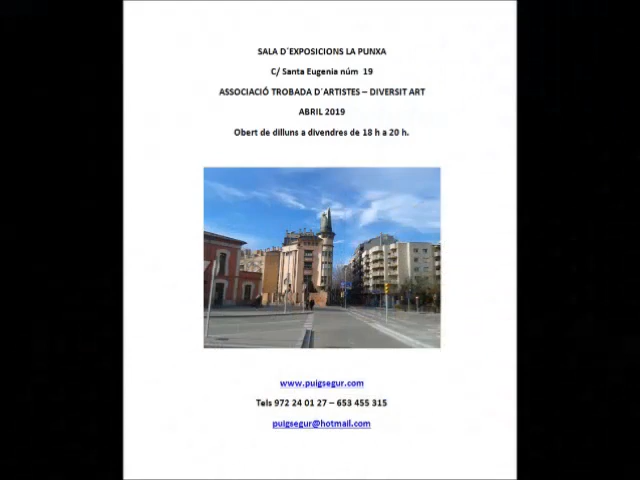 SALA D´EXPOSICIONS LA PUNXA
C/ Santa Eugenia núm  19
ASSOCIACIÓ TROBADA D´ARTISTES – DIVERSIT ART
ABRIL 2019
Obert de dilluns a divendres de 18 h a 20 h.
www.puigsegur.com
Tels 972 24 01 27 – 653 455 315
puigsegur@hotmail.com